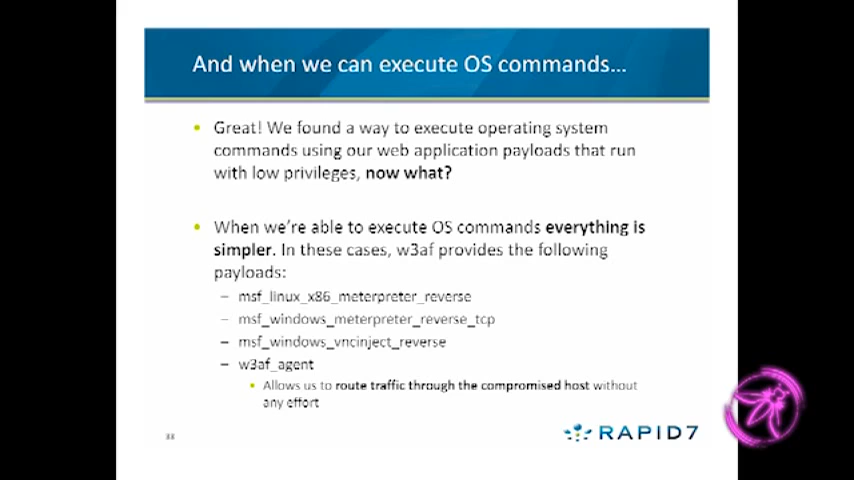 And when we can execute OS commands…
• Great! We found a way to execute operating system
commands using our web application payloads that run
with low privileges, now what?
• When we're able to execute OS commands everything is
simpler. In these cases, w3af provides the following
payloads:
– msf_linux_x86_meterpreter_reverse
– msf_windows_meterpreter_reverse_tcp
– msf_windows_vncinject_reverse
– w3af_agent
• Allows us to route traffic through the compromised host without
any effort
RAPID7